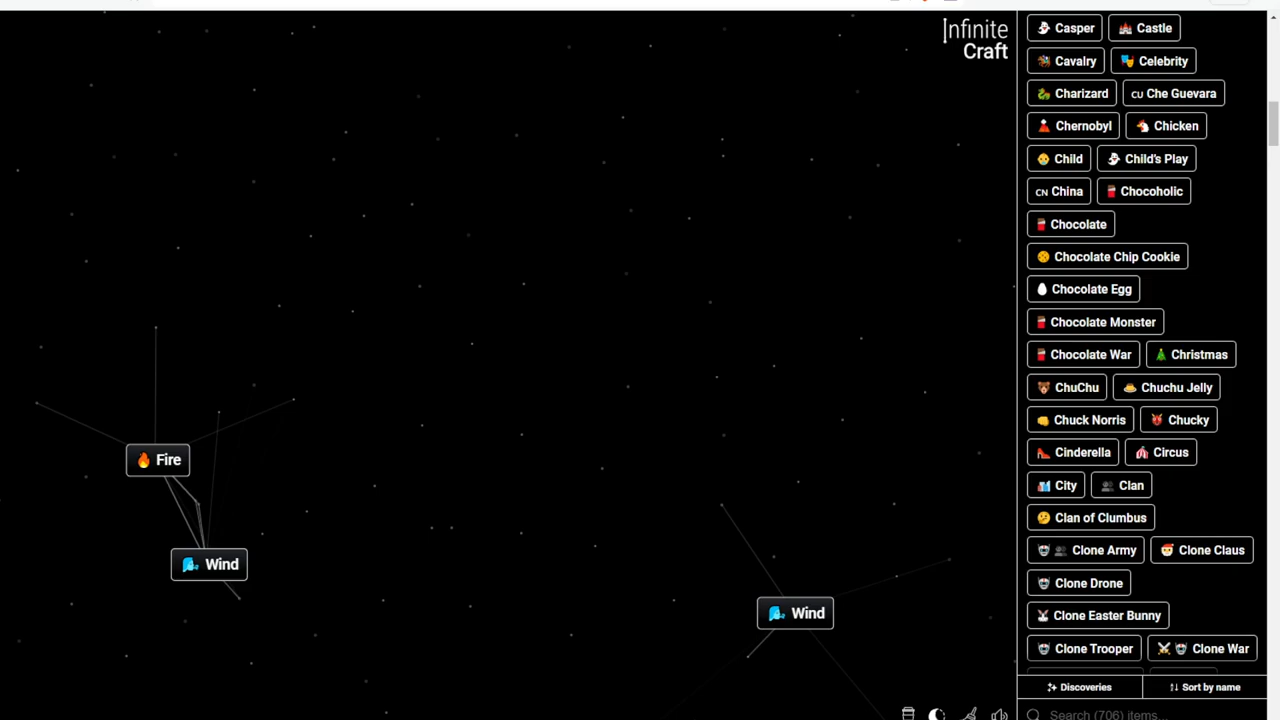 Infinite
Craft
Casper
Castle
Cavalry
Celebrity
Charizard
CU Che Guevara
Chernobyl
Chicken
Child
Child's Play
CN China
Chocoholic
Chocolate
Chocolate Chip Cookie
Chocolate Egg
Chocolate Monster
Chocolate War
Christmas
ChuChu
Chuchu Jelly
Chuck Norris
Chucky
Cinderella
Circus
City
Clan
Clan of Clumbus
Clone Army
Clone Claus
Clone Drone
Clone Easter Bunny
Clone Trooper
Clone War
Fire
Wind
Wind
Discoveries
Sort by name
Search (706) items...